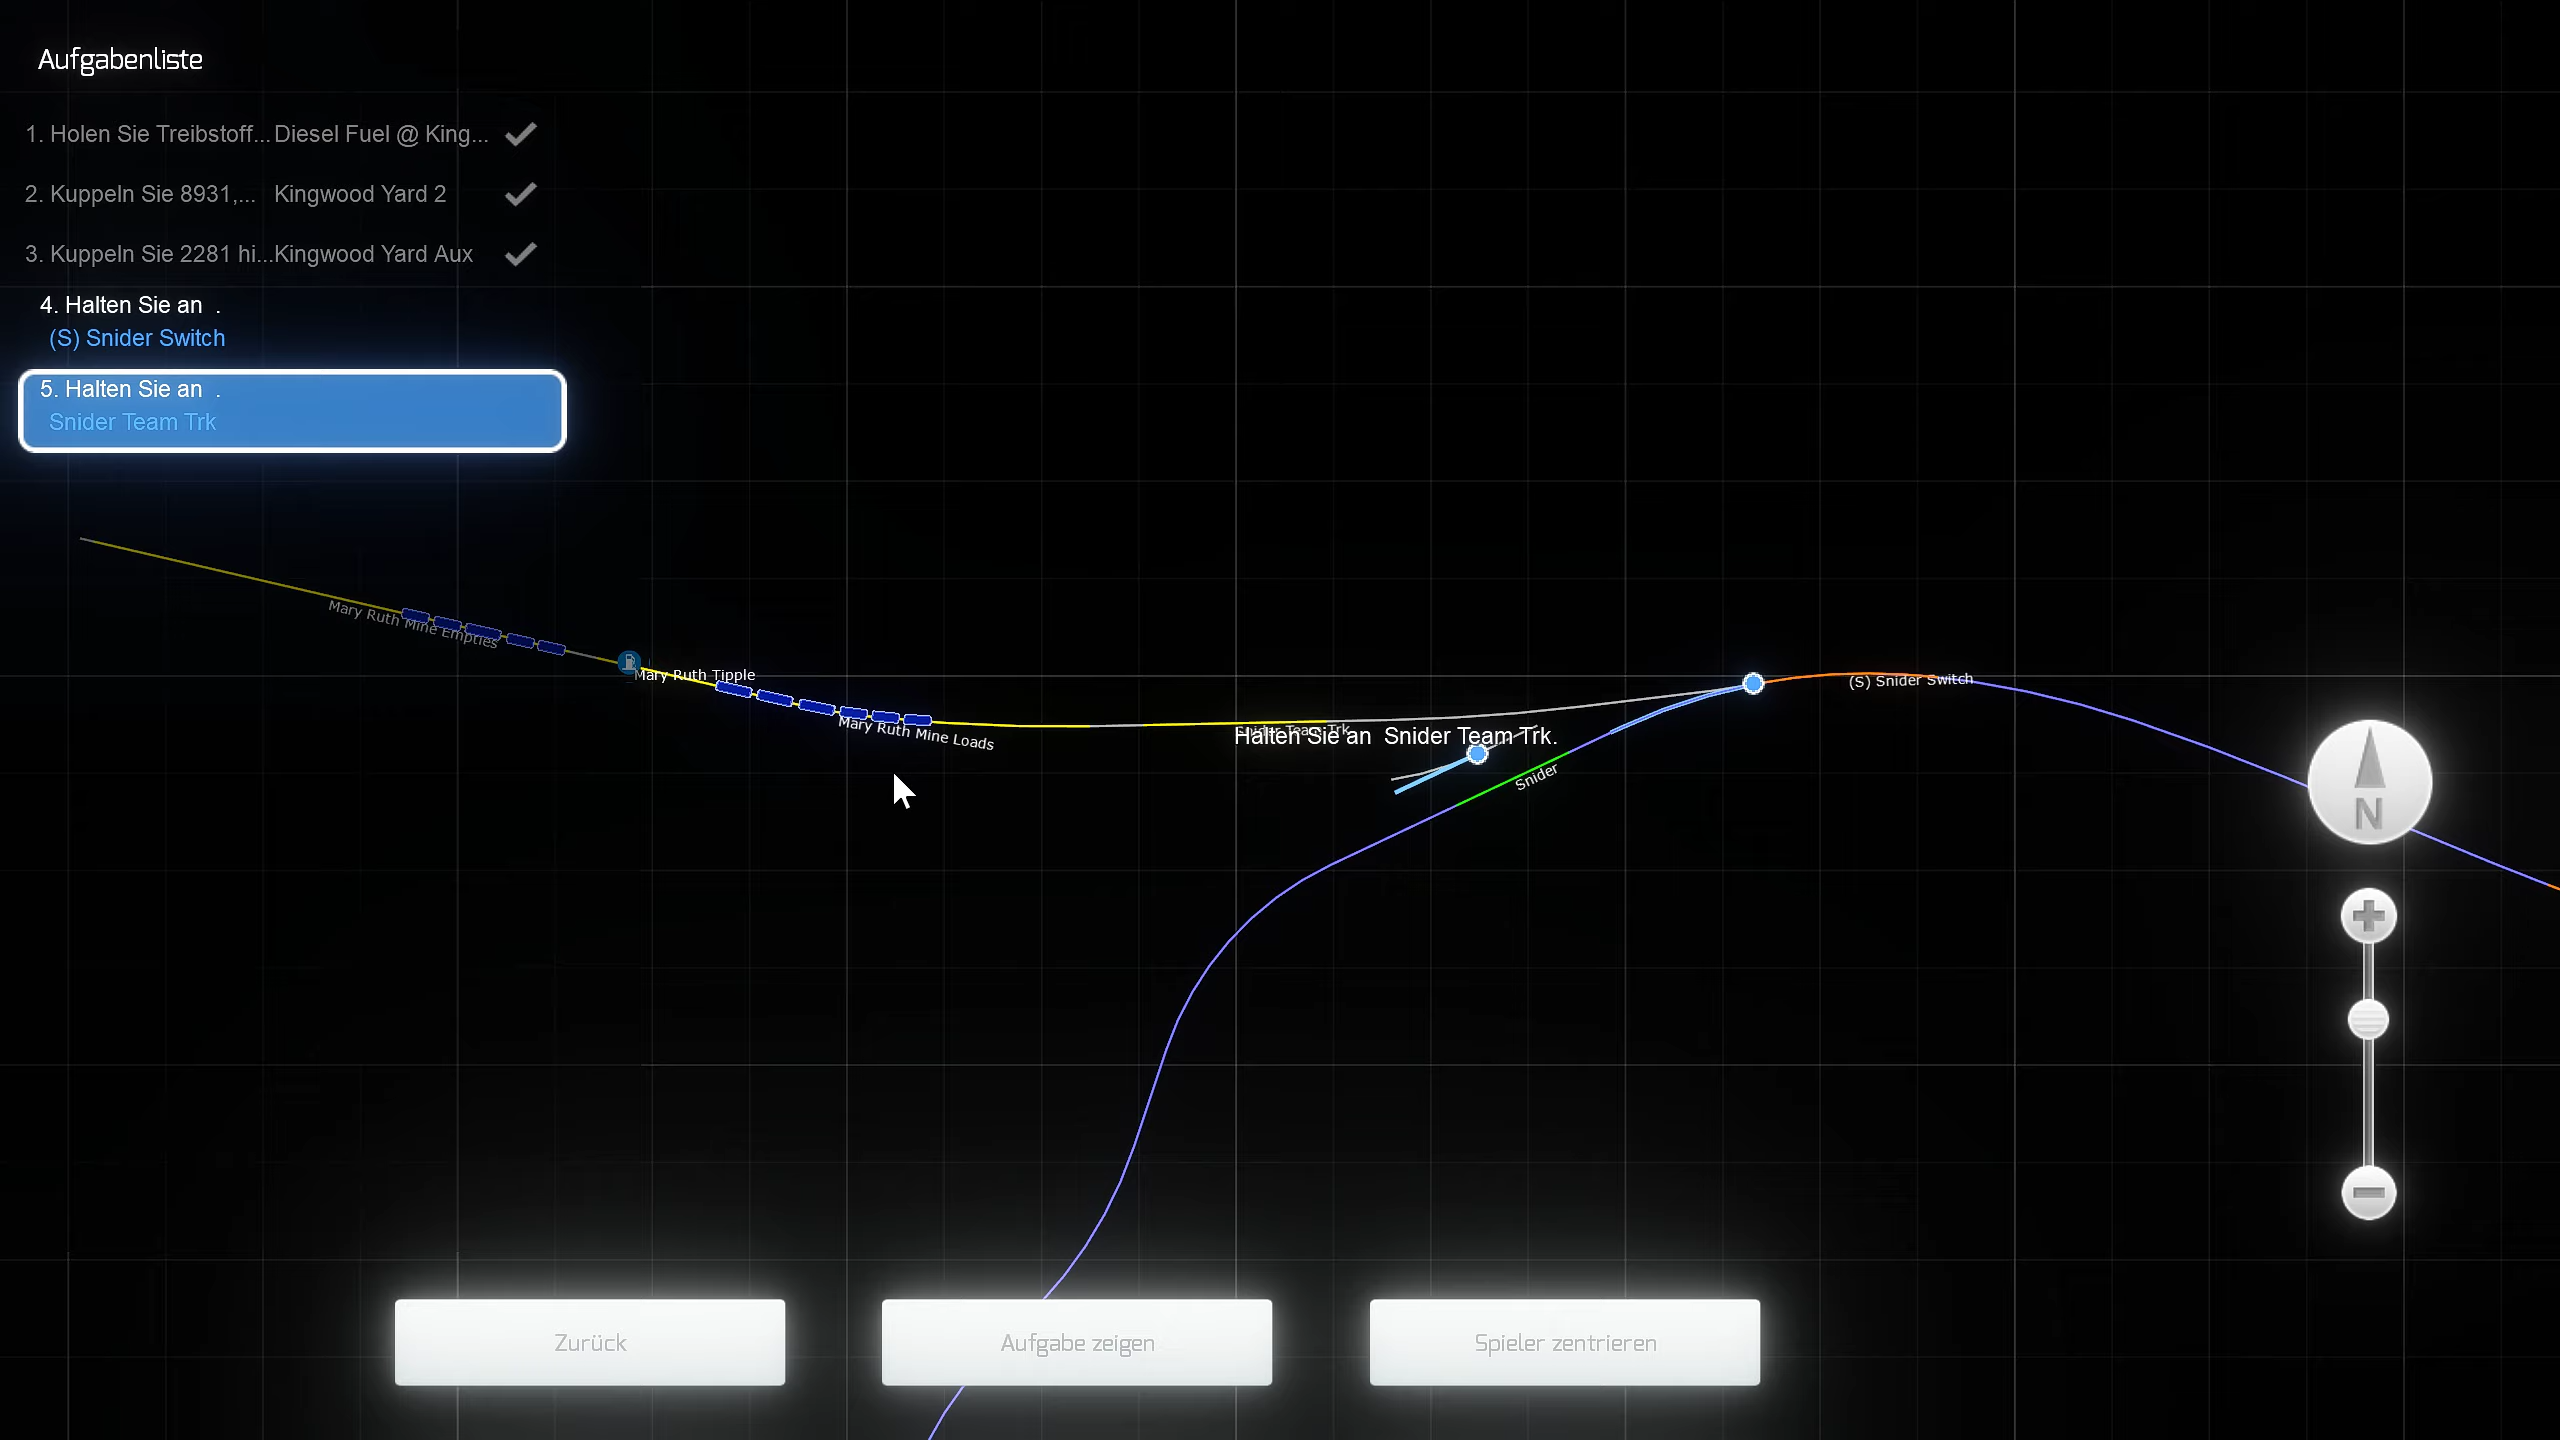 Aufgabenliste
1. Holen Sie Treibstoff... Diesel Fuel @ King...
2. Kuppeln Sie 8931,... Kingwood Yard 2
3. Kuppeln Sie 2281 hi... Kingwood Yard Aux
4. Halten Sie an .
(S) Snider Switch
5. Halten Sie an .
Snider Team Trk
Mary Ruth Mine Empties
Mary Ruth Tipple
Mary Ruth Mine Loads
(S) Snider Switch
Snider Team Trk
Halten Sie an Snider Team Trk.
Snider
N
Zurück
Aufgabe zeigen
Spieler zentrieren